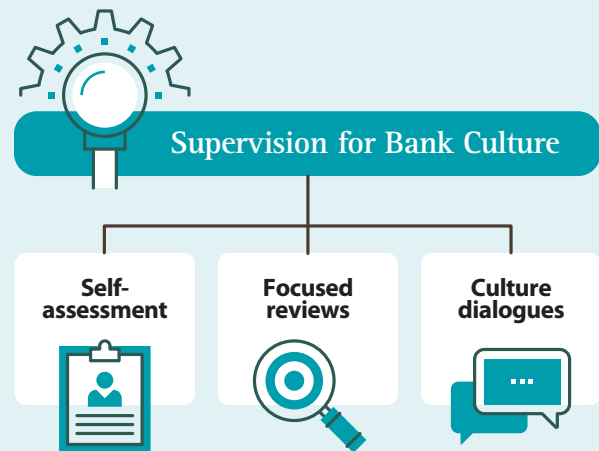 Supervision for Bank Culture
Self-
assessment
Focused
reviews
Culture
dialogues